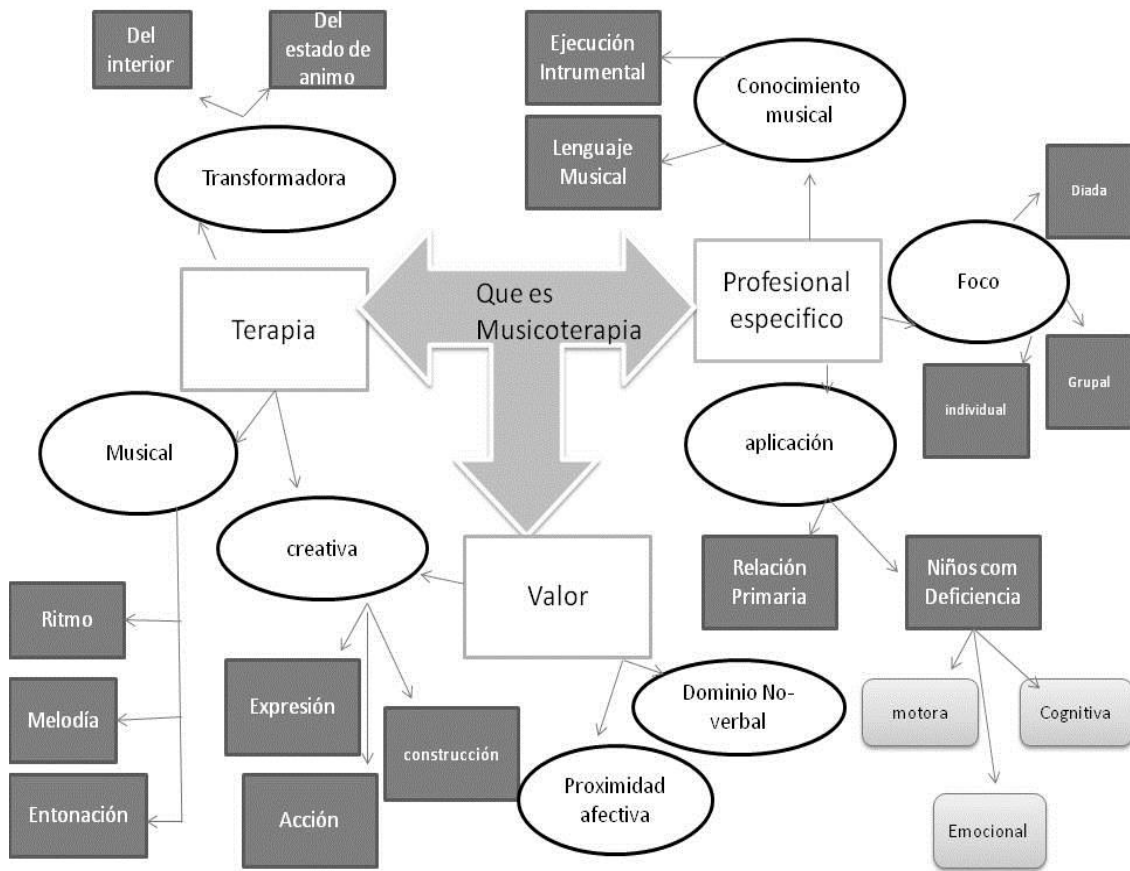 Del
interior
Del
estado de
animo
Ejecución
Intrumental
Conocimiento
musical
Lenguaje
Musical
Transformadora
Diada
Que es
Musicoterapia
Terapia
Profesional
especifico
Foco
Grupal
individual
Musical
aplicación
creativa
Valor
Relación
Primaria
Niños com
Deficiencia
Ritmo
Melodía
Entonación
Expresión
Acción
construcción
Dominio No-
verbal
Proximidad
afectiva
motora
Cognitiva
Emocional